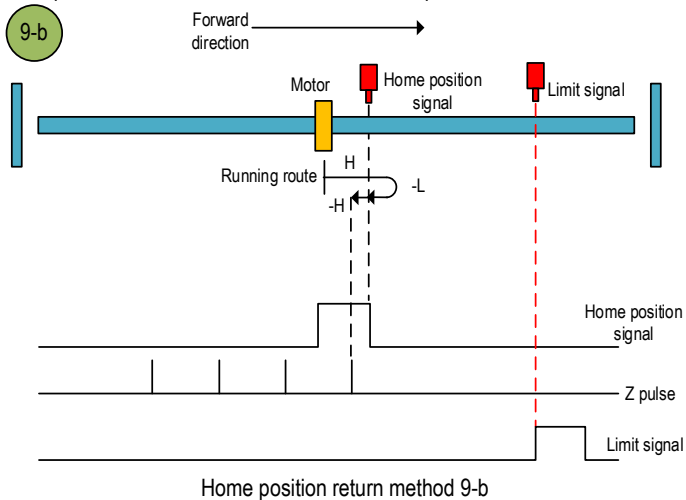 9-b
Forward
direction
Motor
Home position
signal
Limit signal
Running route
H
-L
-H
Home position
signal
Z pulse
Limit signal
Home position return method 9-b